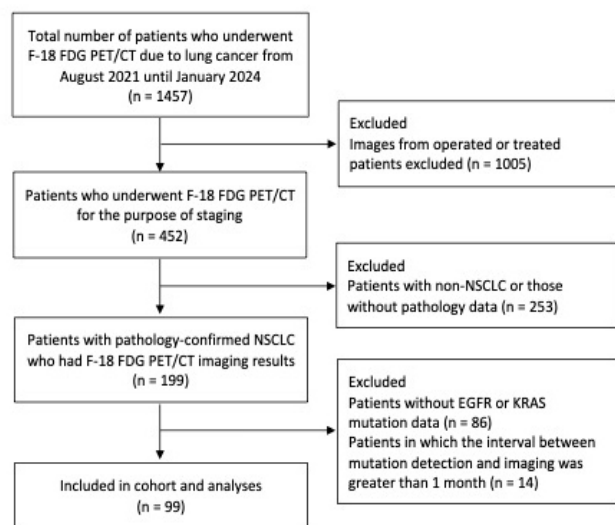 Total number of patients who underwent
F-18 FDG PET/CT due to lung cancer from
August 2021 until January 2024
(n = 1457)
Excluded
Images from operated or treated
patients excluded (n = 1005)
Patients who underwent F-18 FDG PET/CT
for the purpose of staging
(n = 452)
Excluded
Patients with non-NSCLC or those
without pathology data (n = 253)
Patients with pathology-confirmed NSCLC
who had F-18 FDG PET/CT imaging results
(n = 199)
Excluded
Patients without EGFR or KRAS
mutation data (n = 86)
Patients in which the interval between
mutation detection and imaging was
greater than 1 month (n = 14)
Included in cohort and analyses
(n = 99)